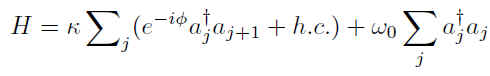 H = κ∑_j(e^{-iϕ}a_j^†a_{j+1} + h.c.) + ω_0∑_j a_j^†a_j